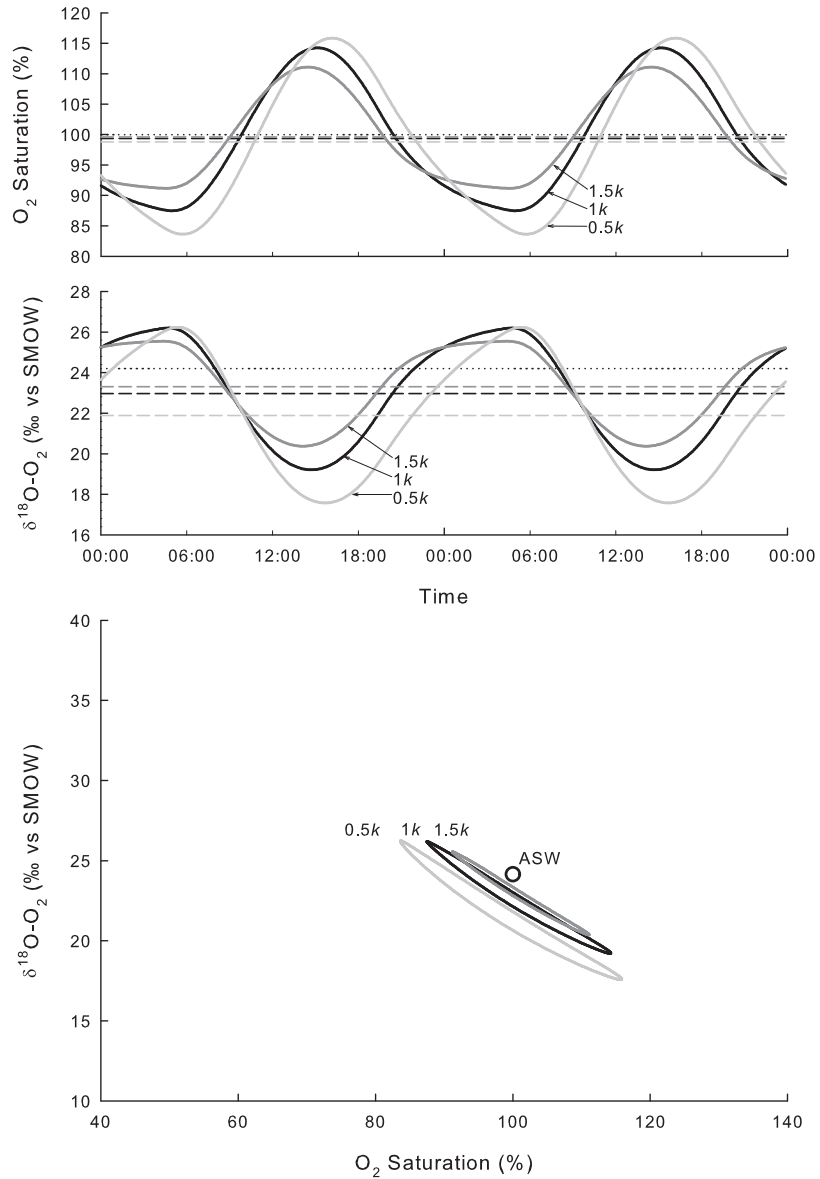 120
115
110
105
100
95
90
85
80
O2 Saturation (%)
1.5k
1k
0.5k
28
26
24
22
20
18
16
δ18O-O2 (‰ vs SMOW)
1.5k
1k
0.5k
00:00 06:00 12:00 18:00 00:00 06:00 12:00 18:00 00:00
Time
40
35
30
25
20
15
10
δ18O-O2 (‰ vs SMOW)
0.5k 1k 1.5k
ASW
40 60 80 100 120 140
O2 Saturation (%)